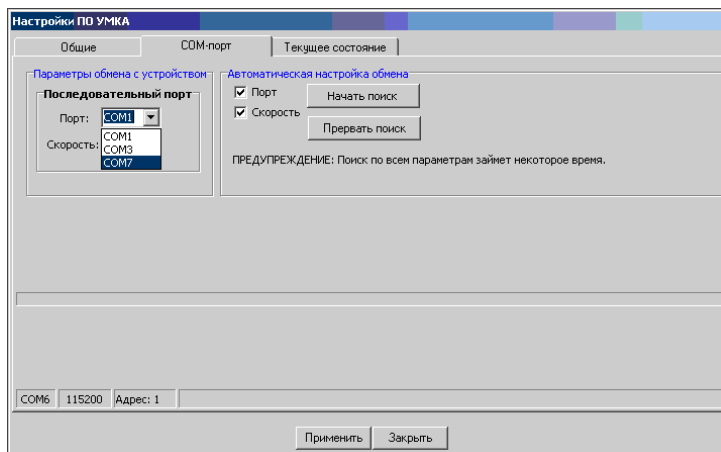 Настройки ПО УМКА
Общие
COM-порт
Текущее состояние
Параметры обмена с устройством
Последовательный порт
Порт: COM1
COM1
COM3
COM7
Скорость:
Автоматическая настройка обмена
Порт
Начать поиск
Скорость
Прервать поиск
ПРЕДУПРЕЖДЕНИЕ: Поиск по всем параметрам займет некоторое время.
COM6 115200 Адрес: 1
Применить Закрыть